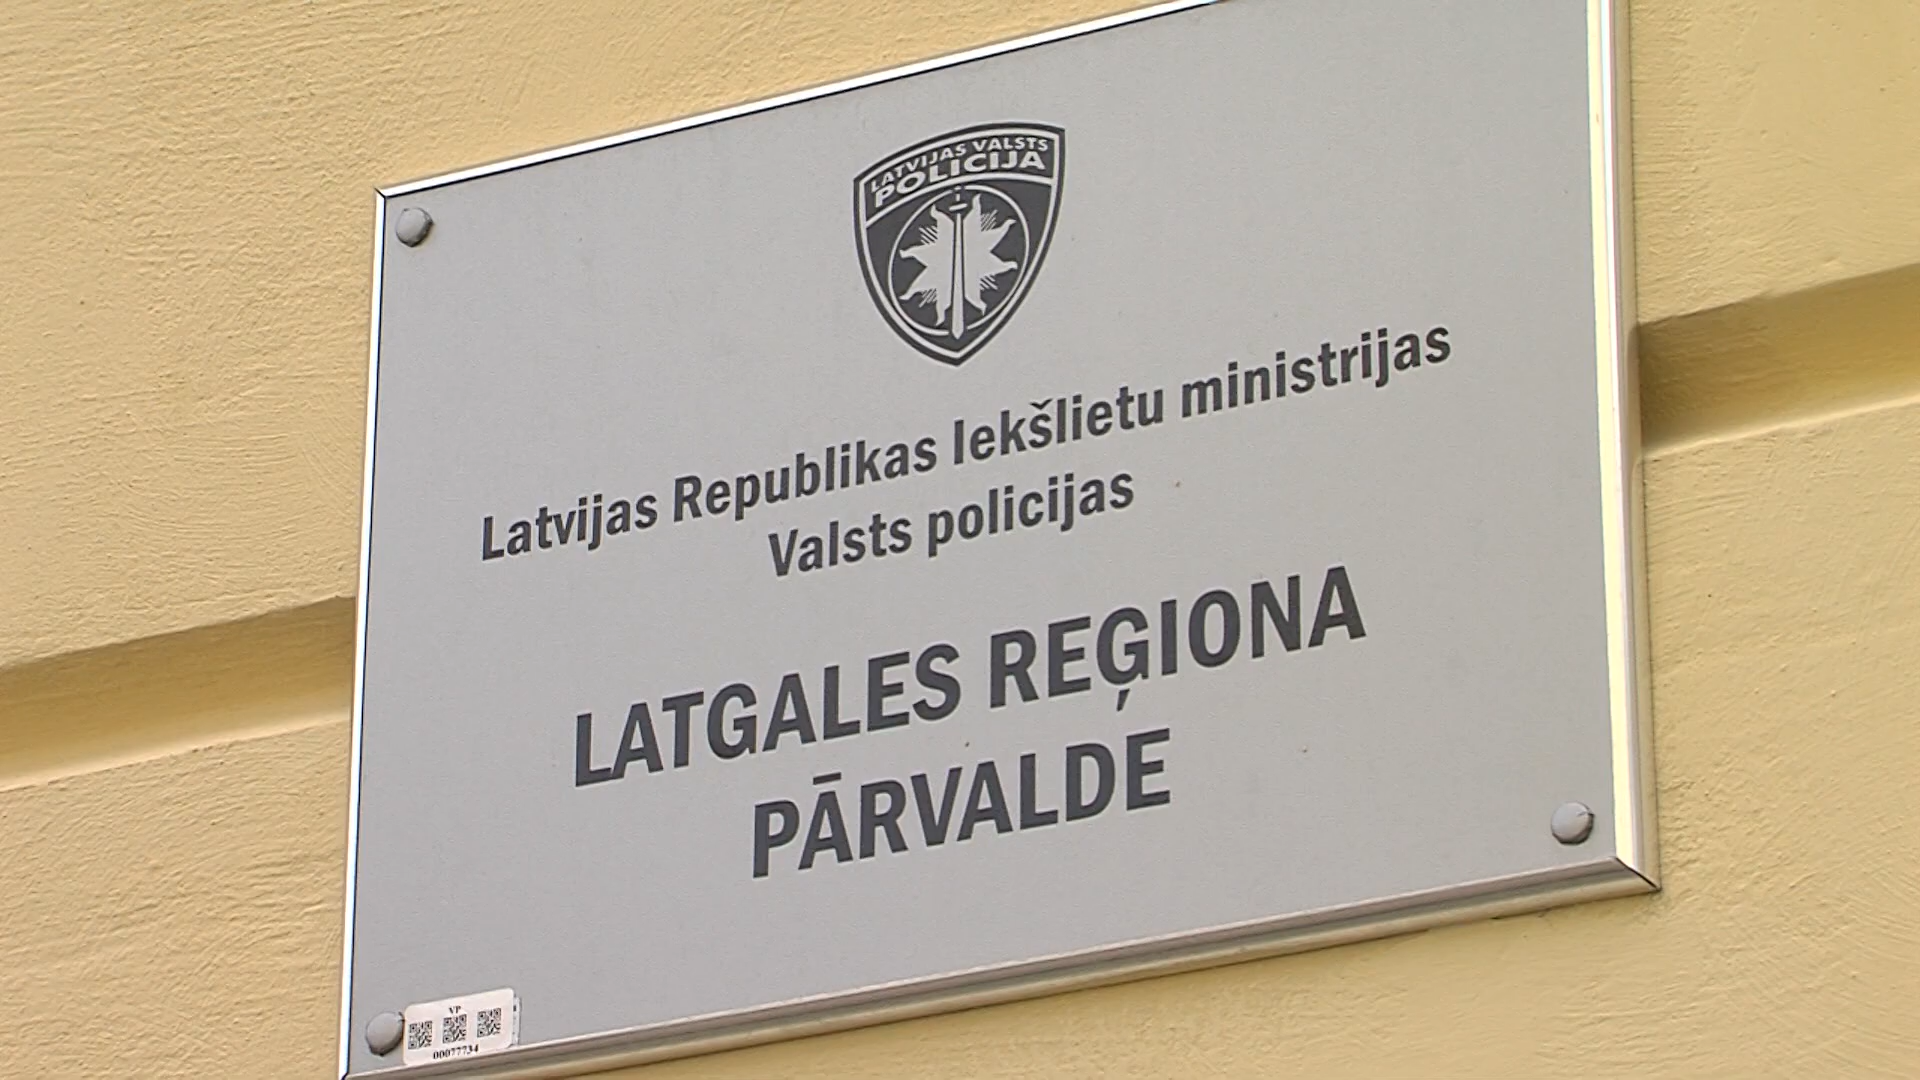 LATVIJAS VALSTS
POLICIJA
Latvijas Republikas Iekšlietu ministrijas
Valsts policijas
LATGALES REĢIONA
PĀRVALDE
VP
00077734